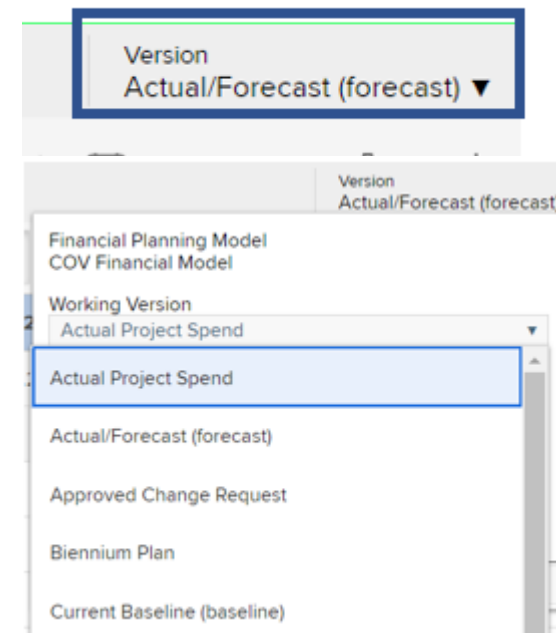 Version
Actual/Forecast (forecast) ▼
Version
Actual/Forecast (forecast)
Financial Planning Model
COV Financial Model
Working Version
Actual Project Spend
Actual Project Spend
Actual/Forecast (forecast)
Approved Change Request
Biennium Plan
Current Baseline (baseline)